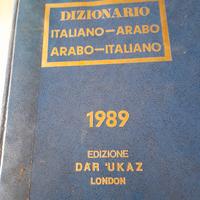 DIZIONARIO
ITALIANO-ARABO
ARABO-ITALIANO
1989
EDIZIONE
DAR 'UKAZ
LONDON